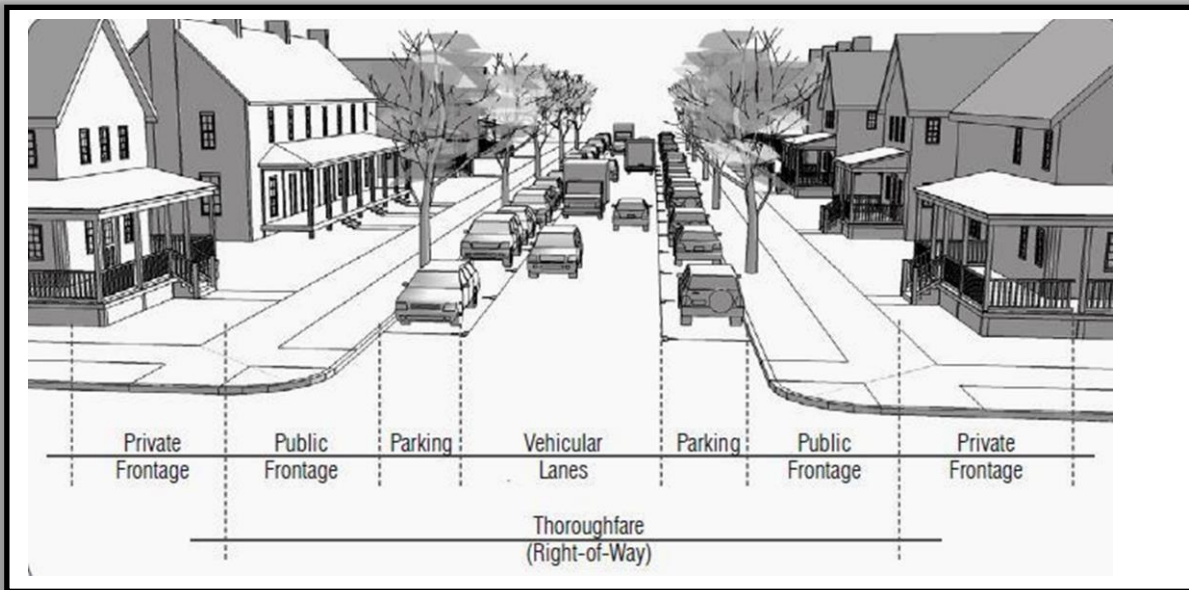 Private Public Parking Vehicular Parking Public Private
Frontage Frontage Lanes Frontage Frontage
Thoroughfare
(Right-of-Way)